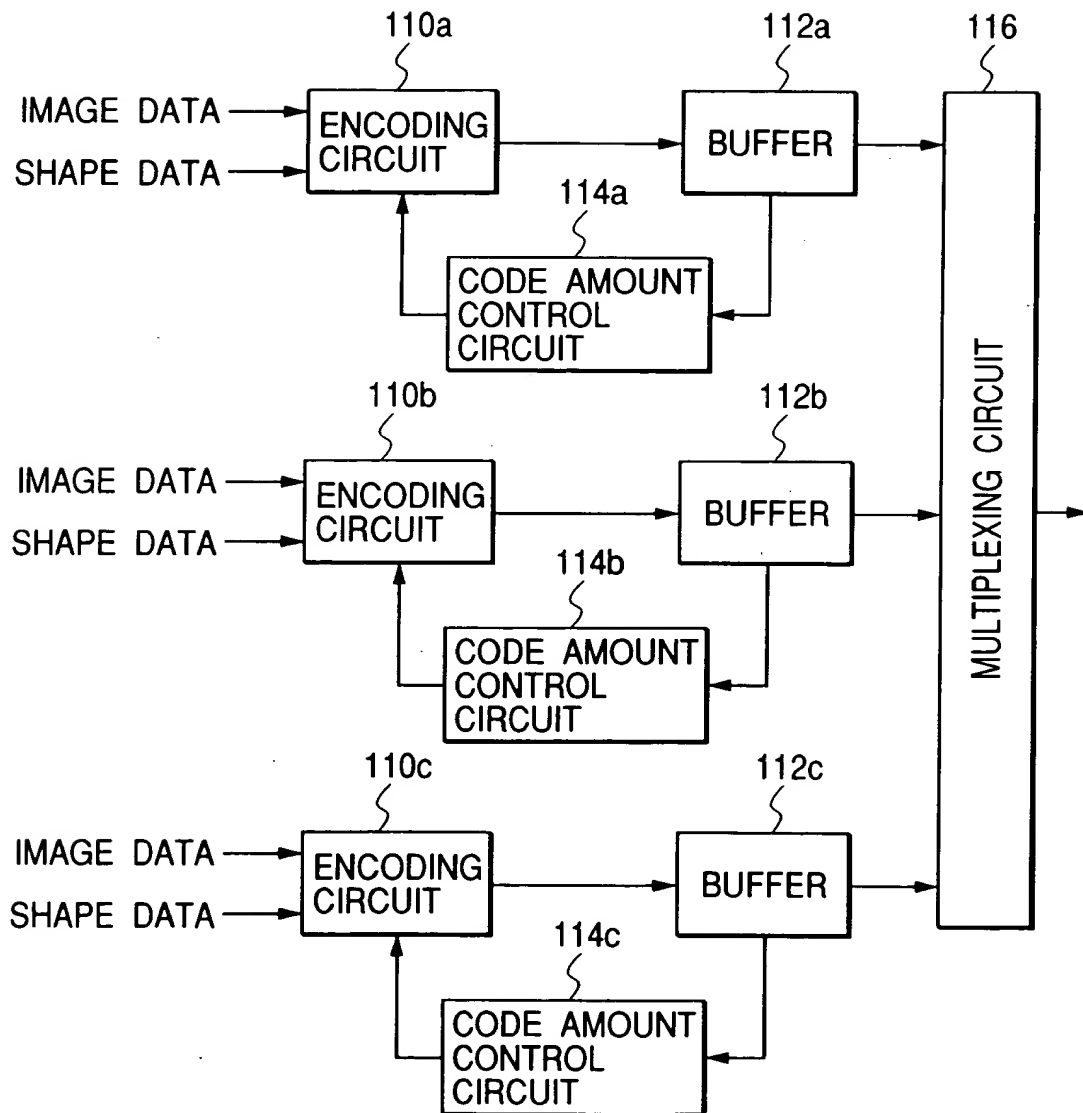 110a
112a
116
IMAGE DATA
SHAPE DATA
ENCODING
CIRCUIT
BUFFER
114a
CODE AMOUNT
CONTROL
CIRCUIT
110b
112b
IMAGE DATA
SHAPE DATA
ENCODING
CIRCUIT
BUFFER
114b
CODE AMOUNT
CONTROL
CIRCUIT
110c
112c
IMAGE DATA
SHAPE DATA
ENCODING
CIRCUIT
BUFFER
114c
CODE AMOUNT
CONTROL
CIRCUIT
MULTIPLEXING CIRCUIT